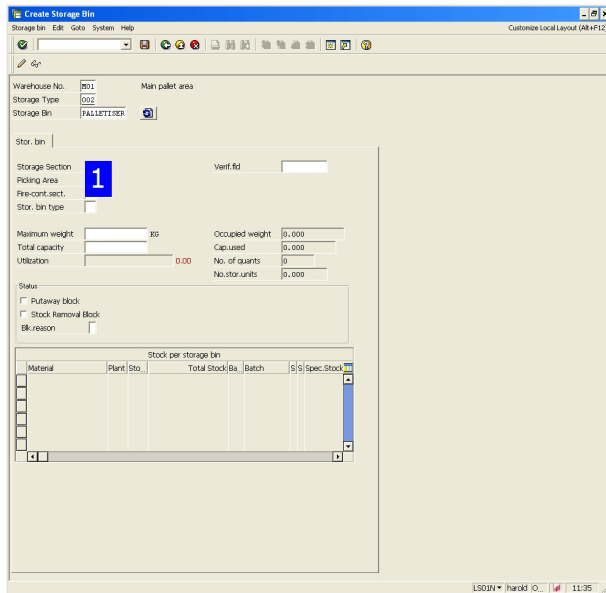 Create Storage Bin
Storage bin Edit Goto System Help
Customize Local Layout (Alt+F12)
Warehouse No. M01 Main pallet area
Storage Type 002
Storage Bin PALLETISER
Stor. bin
Storage Section Verif.fld
Picking Area
1
Fire-cont.sect.
Stor. bin type
Maximum weight KG Occupied weight 0.000
Total capacity Cap.used 0.000
Utilization 0.00 No. of quants 0
No.stor.units 0.000
Status
Putaway block
Stock Removal Block
Blk.reason
Stock per storage bin
Material Plant Sto... Total Stock Ba... Batch S S Spec.Stock
LS01N harold O... 11:35